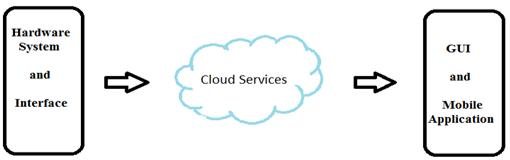 Hardware
System
and
Interface
Cloud Services
GUI
and
Mobile
Application